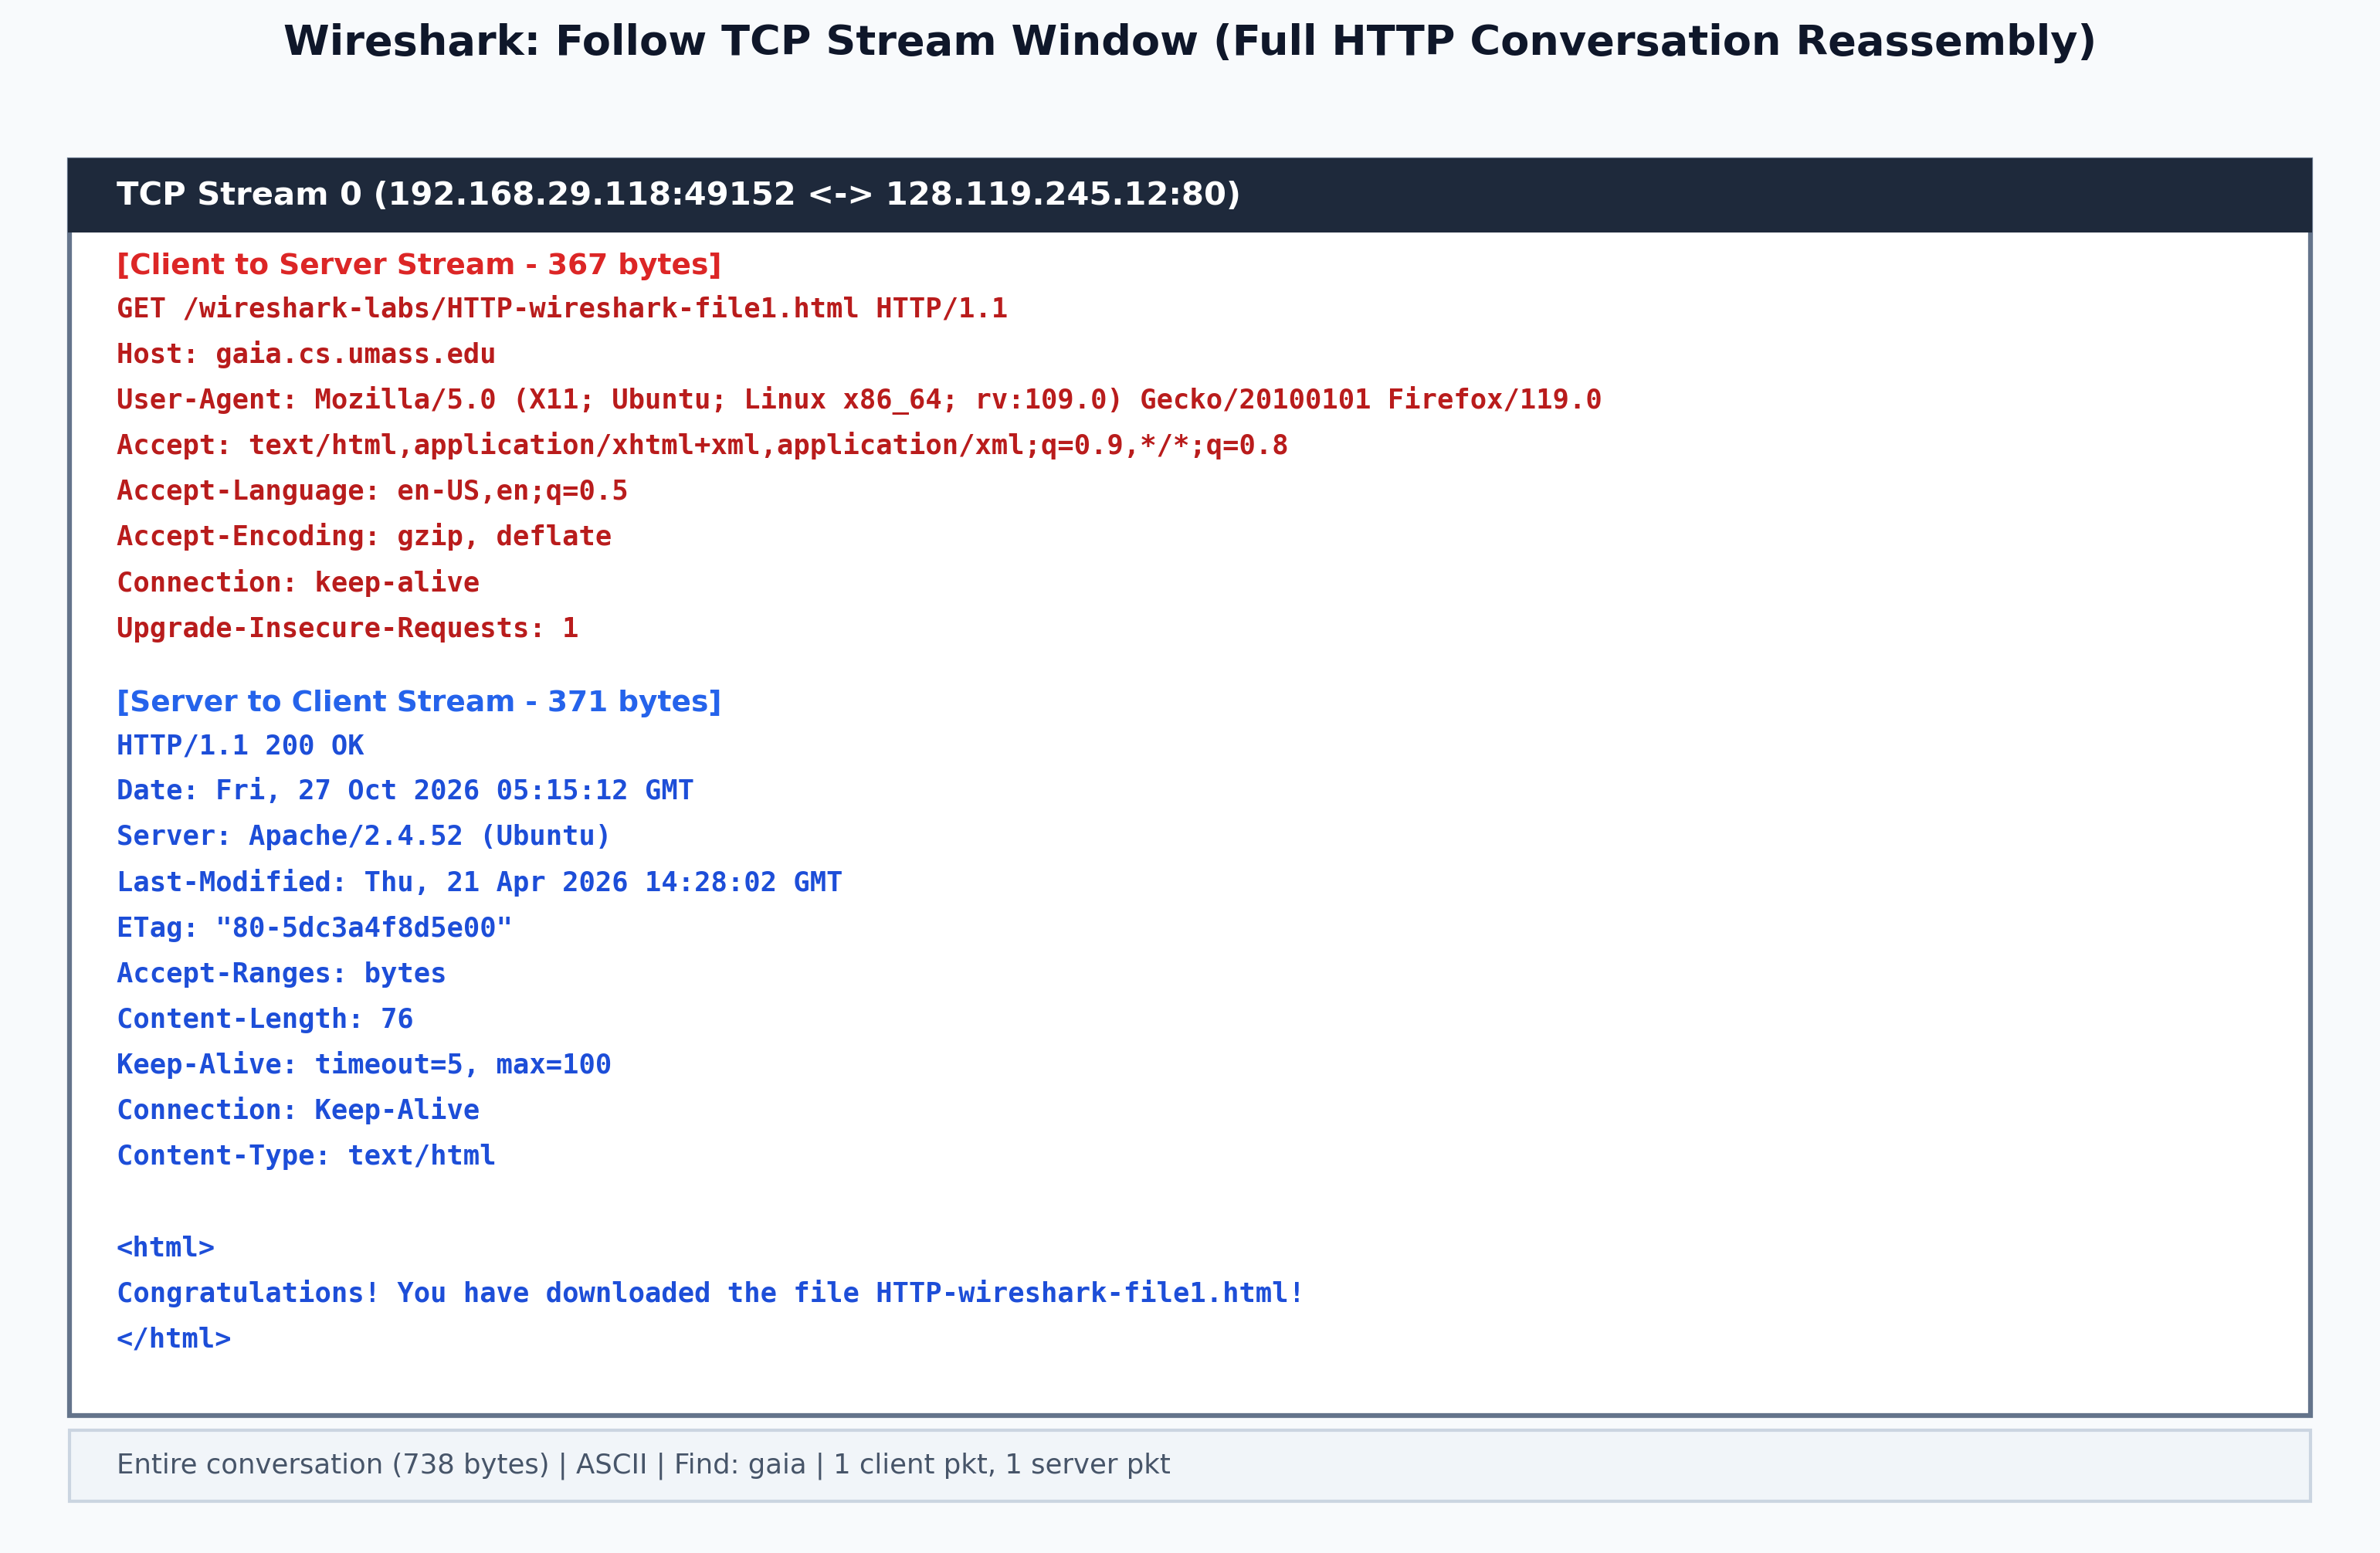 Wireshark: Follow TCP Stream Window (Full HTTP Conversation Reassembly)
TCP Stream 0 (192.168.29.118:49152 <-> 128.119.245.12:80)
[Client to Server Stream - 367 bytes]
GET /wireshark-labs/HTTP-wireshark-file1.html HTTP/1.1
Host: gaia.cs.umass.edu
User-Agent: Mozilla/5.0 (X11; Ubuntu; Linux x86_64; rv:109.0) Gecko/20100101 Firefox/119.0
Accept: text/html,application/xhtml+xml,application/xml;q=0.9,*/*;q=0.8
Accept-Language: en-US,en;q=0.5
Accept-Encoding: gzip, deflate
Connection: keep-alive
Upgrade-Insecure-Requests: 1
[Server to Client Stream - 371 bytes]
HTTP/1.1 200 OK
Date: Fri, 27 Oct 2026 05:15:12 GMT
Server: Apache/2.4.52 (Ubuntu)
Last-Modified: Thu, 21 Apr 2026 14:28:02 GMT
ETag: "80-5dc3a4f8d5e00"
Accept-Ranges: bytes
Content-Length: 76
Keep-Alive: timeout=5, max=100
Connection: Keep-Alive
Content-Type: text/html
<html>
Congratulations! You have downloaded the file HTTP-wireshark-file1.html!
</html>
Entire conversation (738 bytes) | ASCII | Find: gaia | 1 client pkt, 1 server pkt